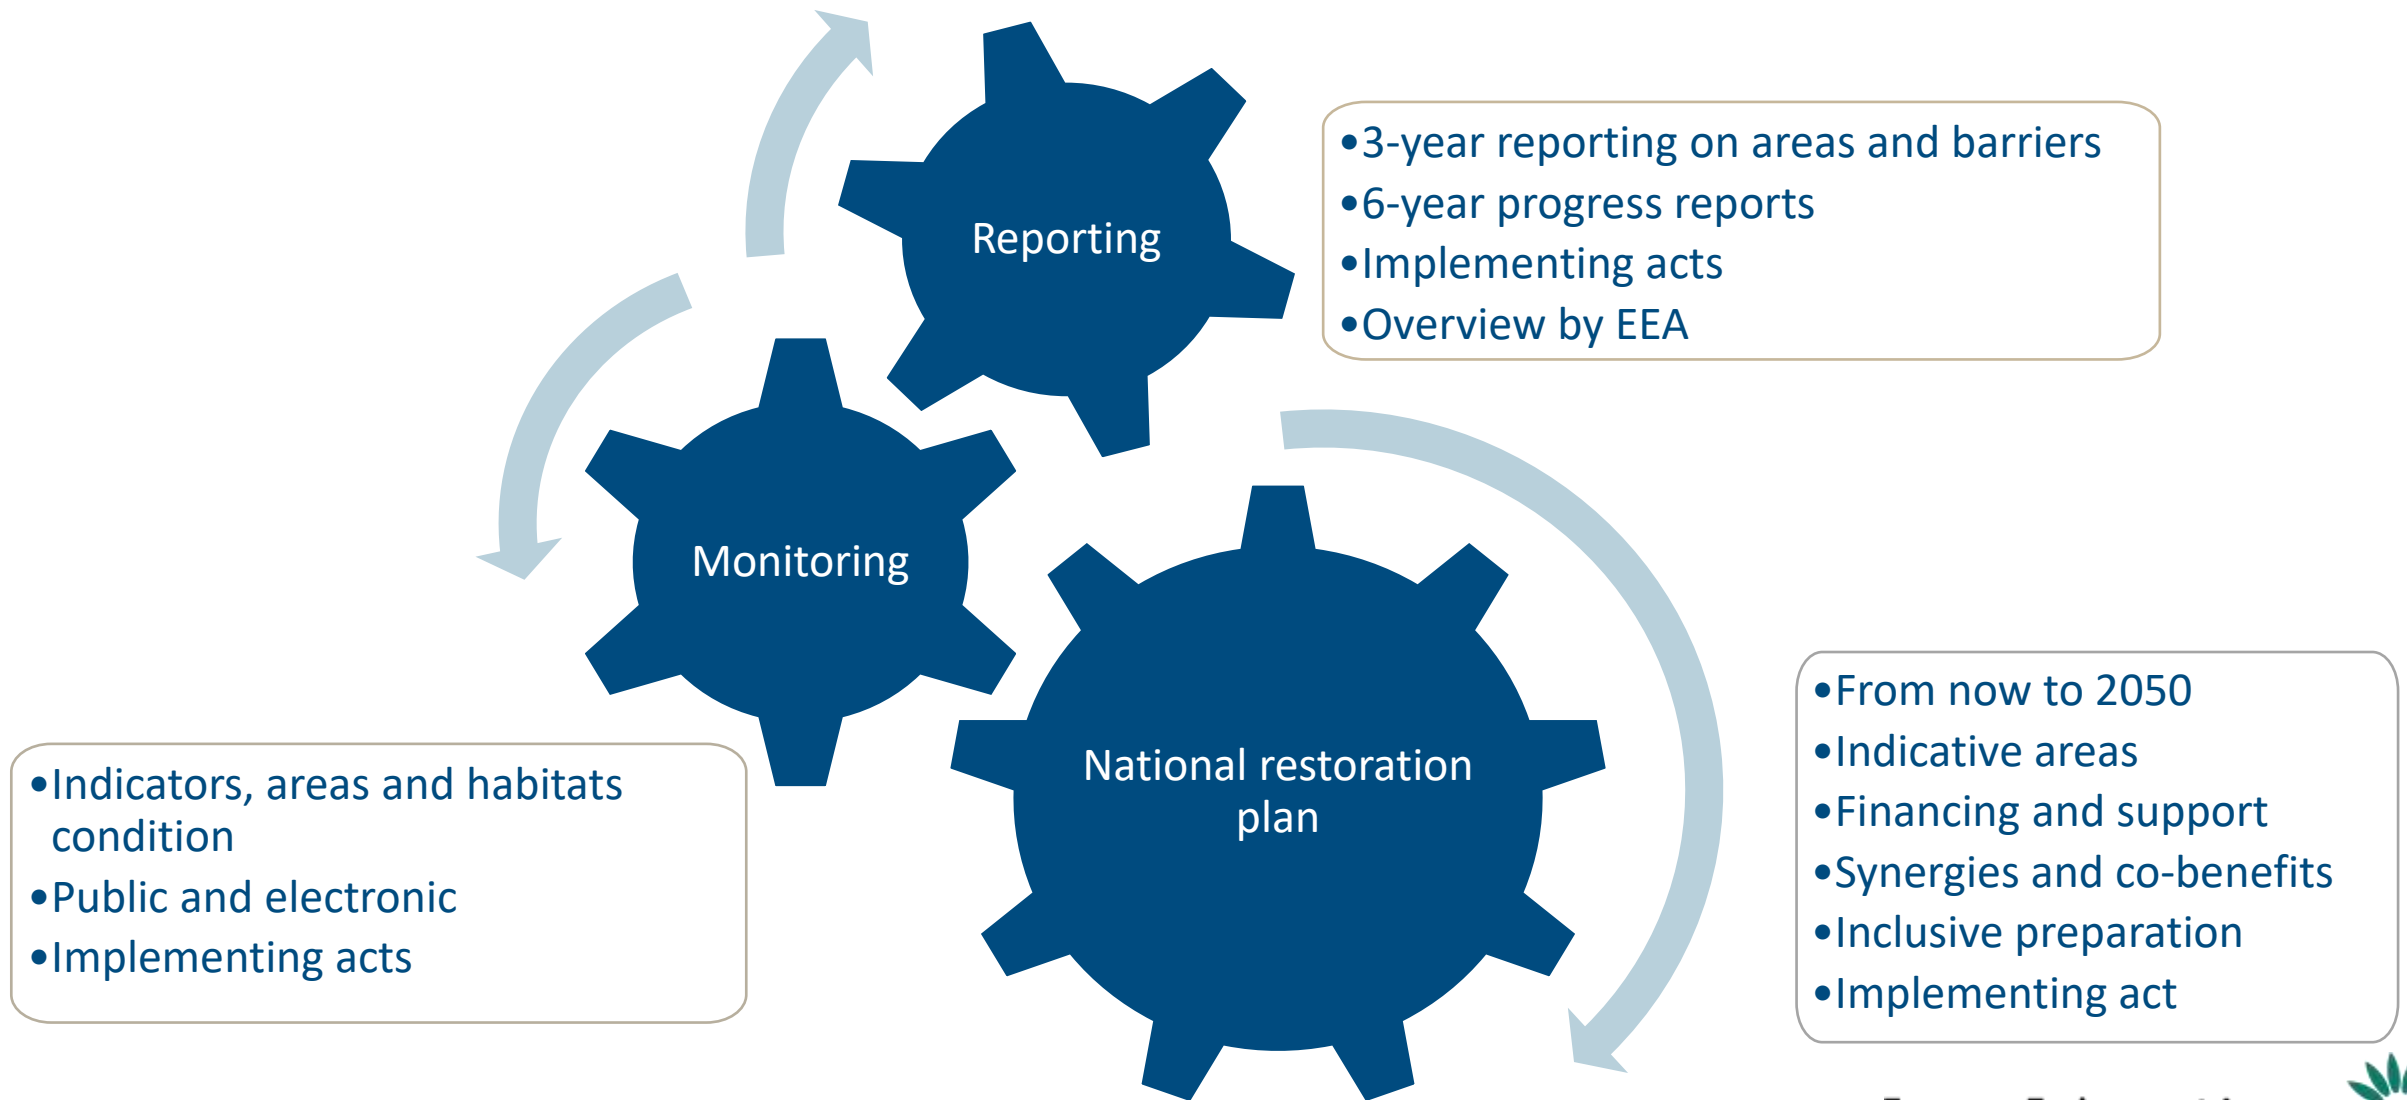 Reporting
•3-year reporting on areas and barriers
•6-year progress reports
•Implementing acts
•Overview by EEA
Monitoring
•Indicators, areas and habitats
condition
•Public and electronic
•Implementing acts
National restoration
plan
•From now to 2050
•Indicative areas
•Financing and support
•Synergies and co-benefits
•Inclusive preparation
•Implementing act